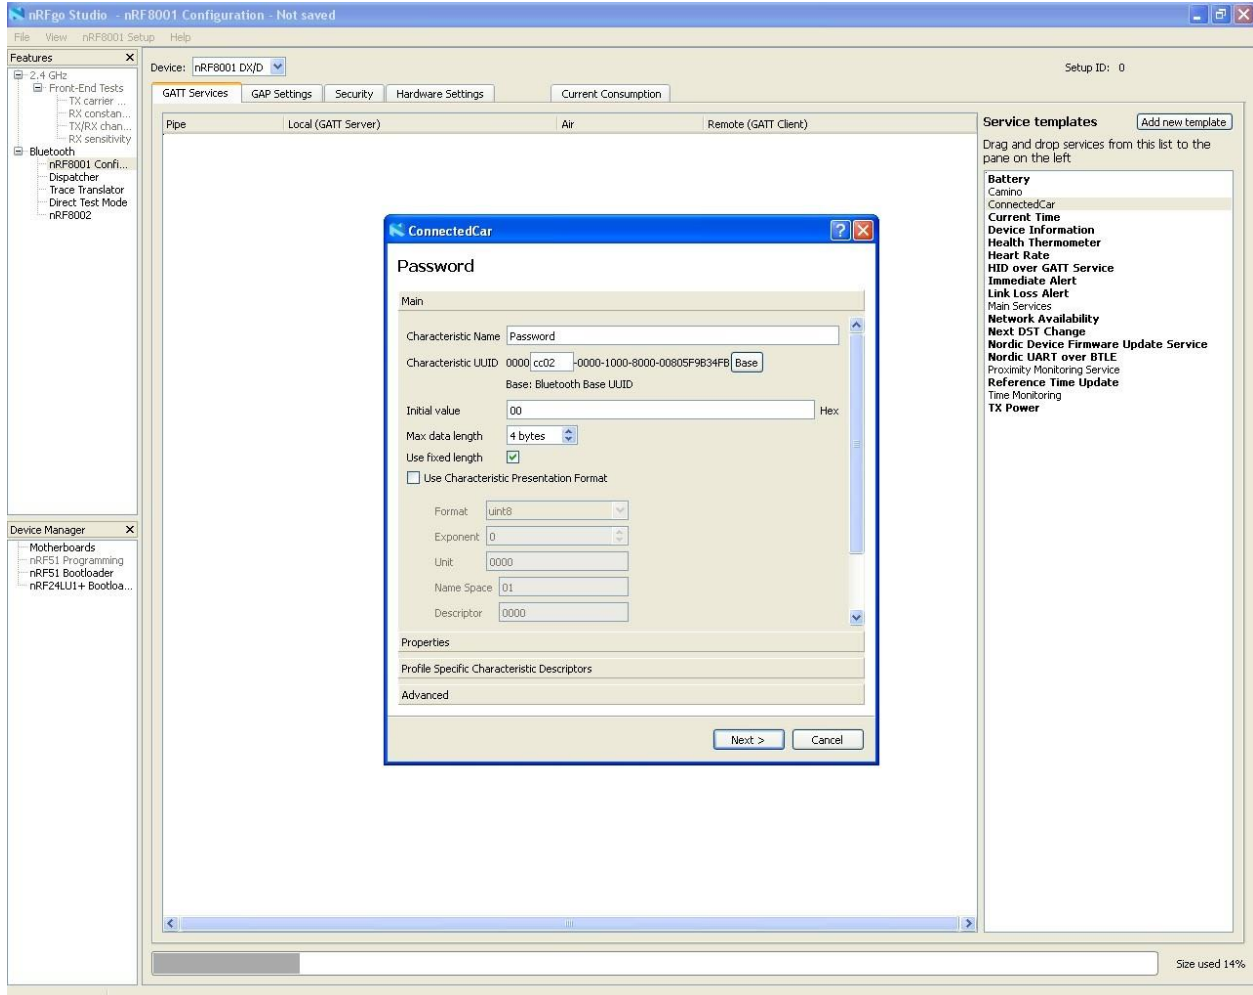 nRFgo Studio - nRF8001 Configuration - Not saved
File View nRF8001 Setup Help
Features
2.4 GHz
Front-End Tests
TX carrier ...
RX constan...
TX/RX chan...
RX sensitivity
Bluetooth
nRF8001 Confi...
Dispatcher
Trace Translator
Direct Test Mode
nRF8002
Device Manager
Motherboards
nRF51 Programming
nRF51 Bootloader
nRF24LU1+ Bootloa...
Device: nRF8001 DX/D
Setup ID: 0
GATT Services GAP Settings Security Hardware Settings Current Consumption
Pipe Local (GATT Server) Air Remote (GATT Client)
ConnectedCar
Password
Main
Characteristic Name Password
Characteristic UUID 0000 cc02 -0000-1000-8000-00805F9B34FB Base
Base: Bluetooth Base UUID
Initial value 00 Hex
Max data length 4 bytes
Use fixed length
Use Characteristic Presentation Format
Format uint8
Exponent 0
Unit 0000
Name Space 01
Descriptor 0000
Properties
Profile Specific Characteristic Descriptors
Advanced
Next > Cancel
Service templates Add new template
Drag and drop services from this list to the
pane on the left
Battery
Camino
ConnectedCar
Current Time
Device Information
Health Thermometer
Heart Rate
HID over GATT Service
Immediate Alert
Link Loss Alert
Main Services
Network Availability
Next DST Change
Nordic Device Firmware Update Service
Nordic UART over BTLE
Proximity Monitoring Service
Reference Time Update
Time Monitoring
TX Power
Size used 14%